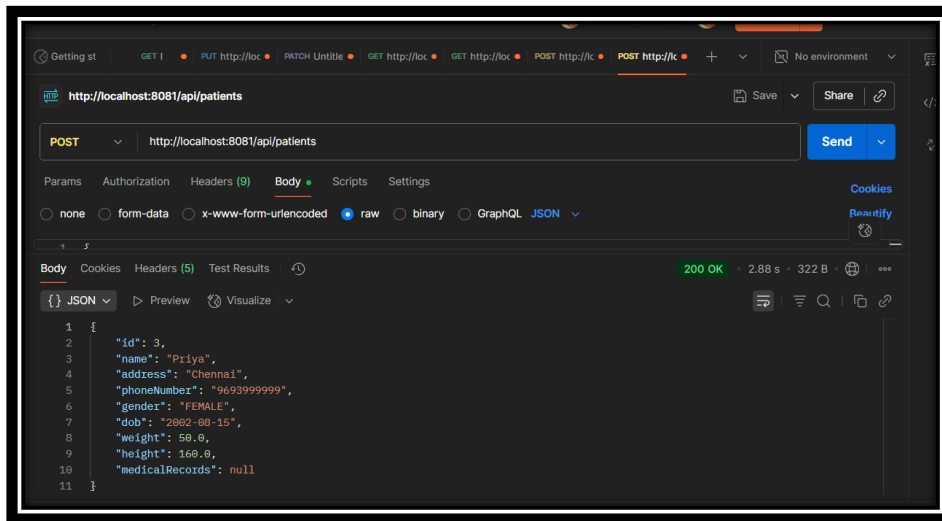 Getting st GET l PUT http://loc PATCH Untitle GET http://loc GET http://loc POST http://lc POST http://lc No environment
HTTP http://localhost:8081/api/patients Save Share
POST http://localhost:8081/api/patients Send
Params Authorization Headers (9) Body Scripts Settings Cookies
none form-data x-www-form-urlencoded raw binary GraphQL JSON Beautify
1 {
Body Cookies Headers (5) Test Results 200 OK 2.88 s 322 B
{} JSON Preview Visualize
1 {
2 "id": 3,
3 "name": "Priya",
4 "address": "Chennai",
5 "phoneNumber": "9693999999",
6 "gender": "FEMALE",
7 "dob": "2002-08-15",
8 "weight": 50.0,
9 "height": 160.0,
10 "medicalRecords": null
11 }